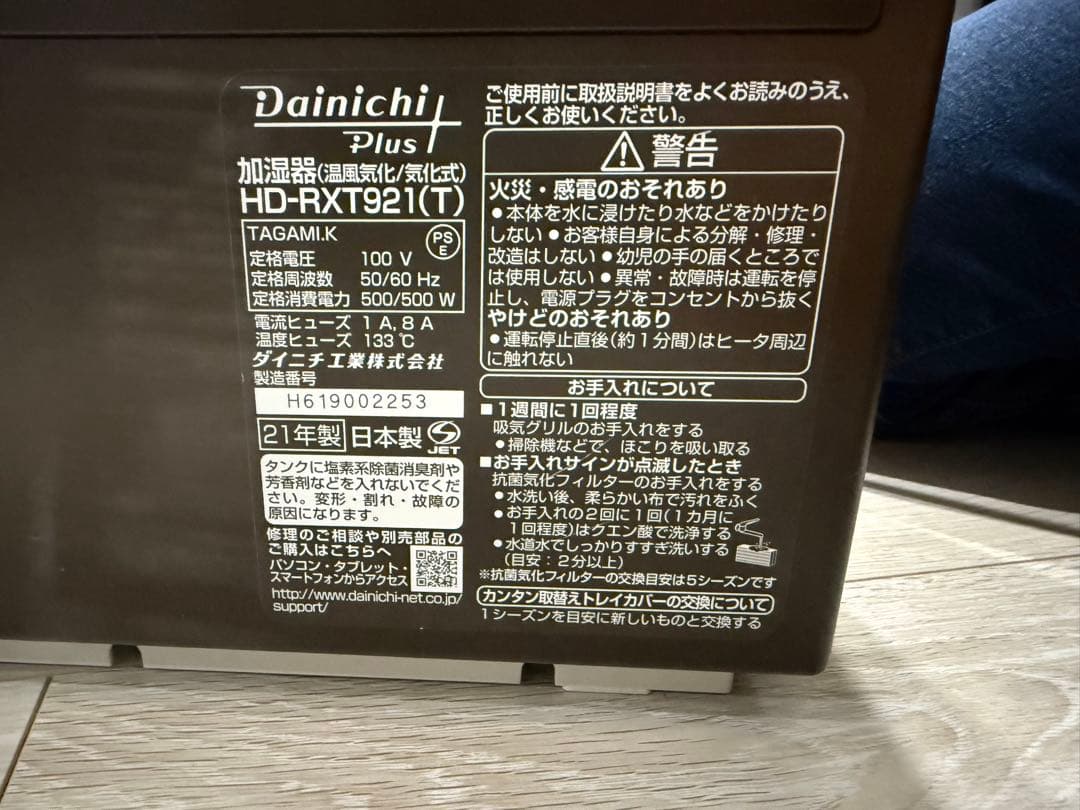 Dainichi
Plus
加湿器(温風気化/気化式)
HD-RXT921(T)
TAGAMI.K
PS
E
定格電圧 100 V
定格周波数 50/60 Hz
定格消費電力 500/500 W
電流ヒューズ 1 A, 8 A
温度ヒューズ 133 ℃
ダイニチ工業株式会社
製造番号
H619002253
21年製 日本製 JET
タンクに塩素系除菌消臭剤や
芳香剤などを入れないでくだ
さい。変形・割れ・故障の
原因になります。
修理のご相談や別売部品の
ご購入はこちらへ
パソコン・タブレット・
スマートフォンからアクセス
http://www.dainichi-net.co.jp/
support/
ご使用前に取扱説明書をよくお読みのうえ、
正しくお使いください。
警告
火災・感電のおそれあり
●本体を水に浸けたり水などをかけたり
しない ●お客様自身による分解・修理・
改造はしない ●幼児の手の届くところで
は使用しない ●異常・故障時は運転を停
止し、電源プラグをコンセントから抜く
やけどのおそれあり
●運転停止直後(約1分間)はヒータ周辺
に触れない
お手入れについて
■1週間に1回程度
吸気グリルのお手入れをする
●掃除機などで、ほこりを吸い取る
■お手入れサインが点滅したとき
抗菌気化フィルターのお手入れをする
●水洗い後、柔らかい布で汚れをふく
●お手入れの2回に1回(1カ月に
1回程度)はクエン酸で洗浄する
●水道水でしっかりすすぎ洗いする
(目安:2分以上)
※抗菌気化フィルターの交換目安は5シーズンです
カンタン取替えトレイカバーの交換について
1シーズンを目安に新しいものと交換する